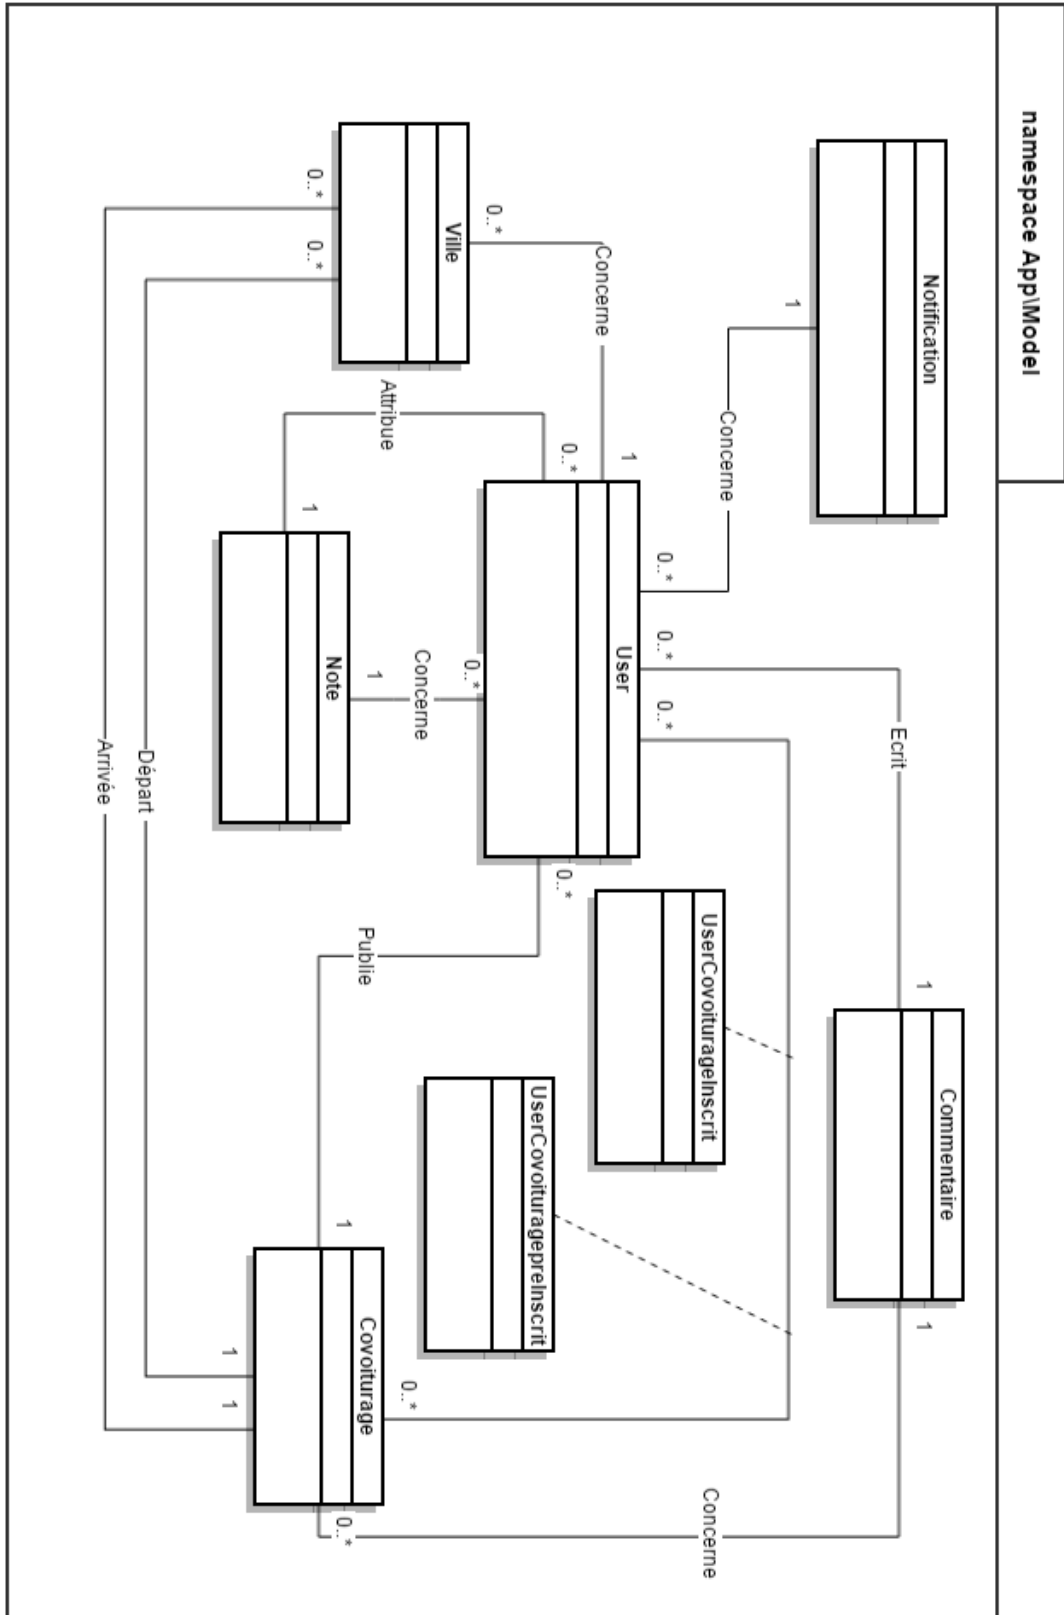 namespace App\Model
Notification
Commentaire
1
1
Ecrit
1
Concerne
Concerne
UserCovoiturageInscrit
0..*
0..*
0..*
1
User
Concerne
0..*
0..*
UserCovoituragepreInscrit
0..*
0..*
Ville
Concerne
0..*
Attribue
1
Publie
Covoiturage
1
0..*
Note
0..*
0..*
1
1
1
Départ
Arrivée